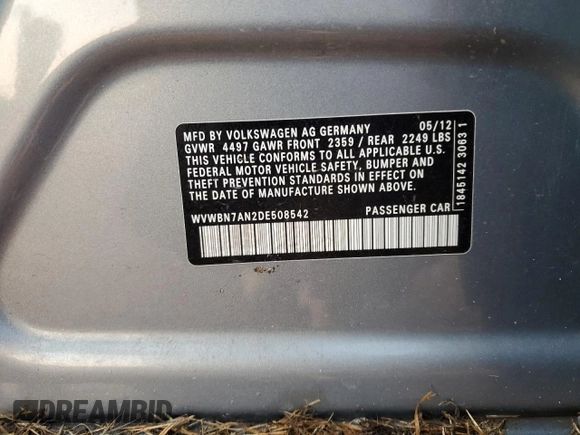 MFD BY VOLKSWAGEN AG GERMANY 05/12
GVWR 4497 GAWR FRONT 2359 / REAR 2249 LBS
THIS VEHICLE CONFORMS TO ALL APPLICABLE U.S.
FEDERAL MOTOR VEHICLE SAFETY, BUMPER AND
THEFT PREVENTION STANDARDS IN EFFECT ON THE
DATE OF MANUFACTURE SHOWN ABOVE.
WVWBN7AN2DE508542 PASSENGER CAR
1845142 30631
DREAMBID